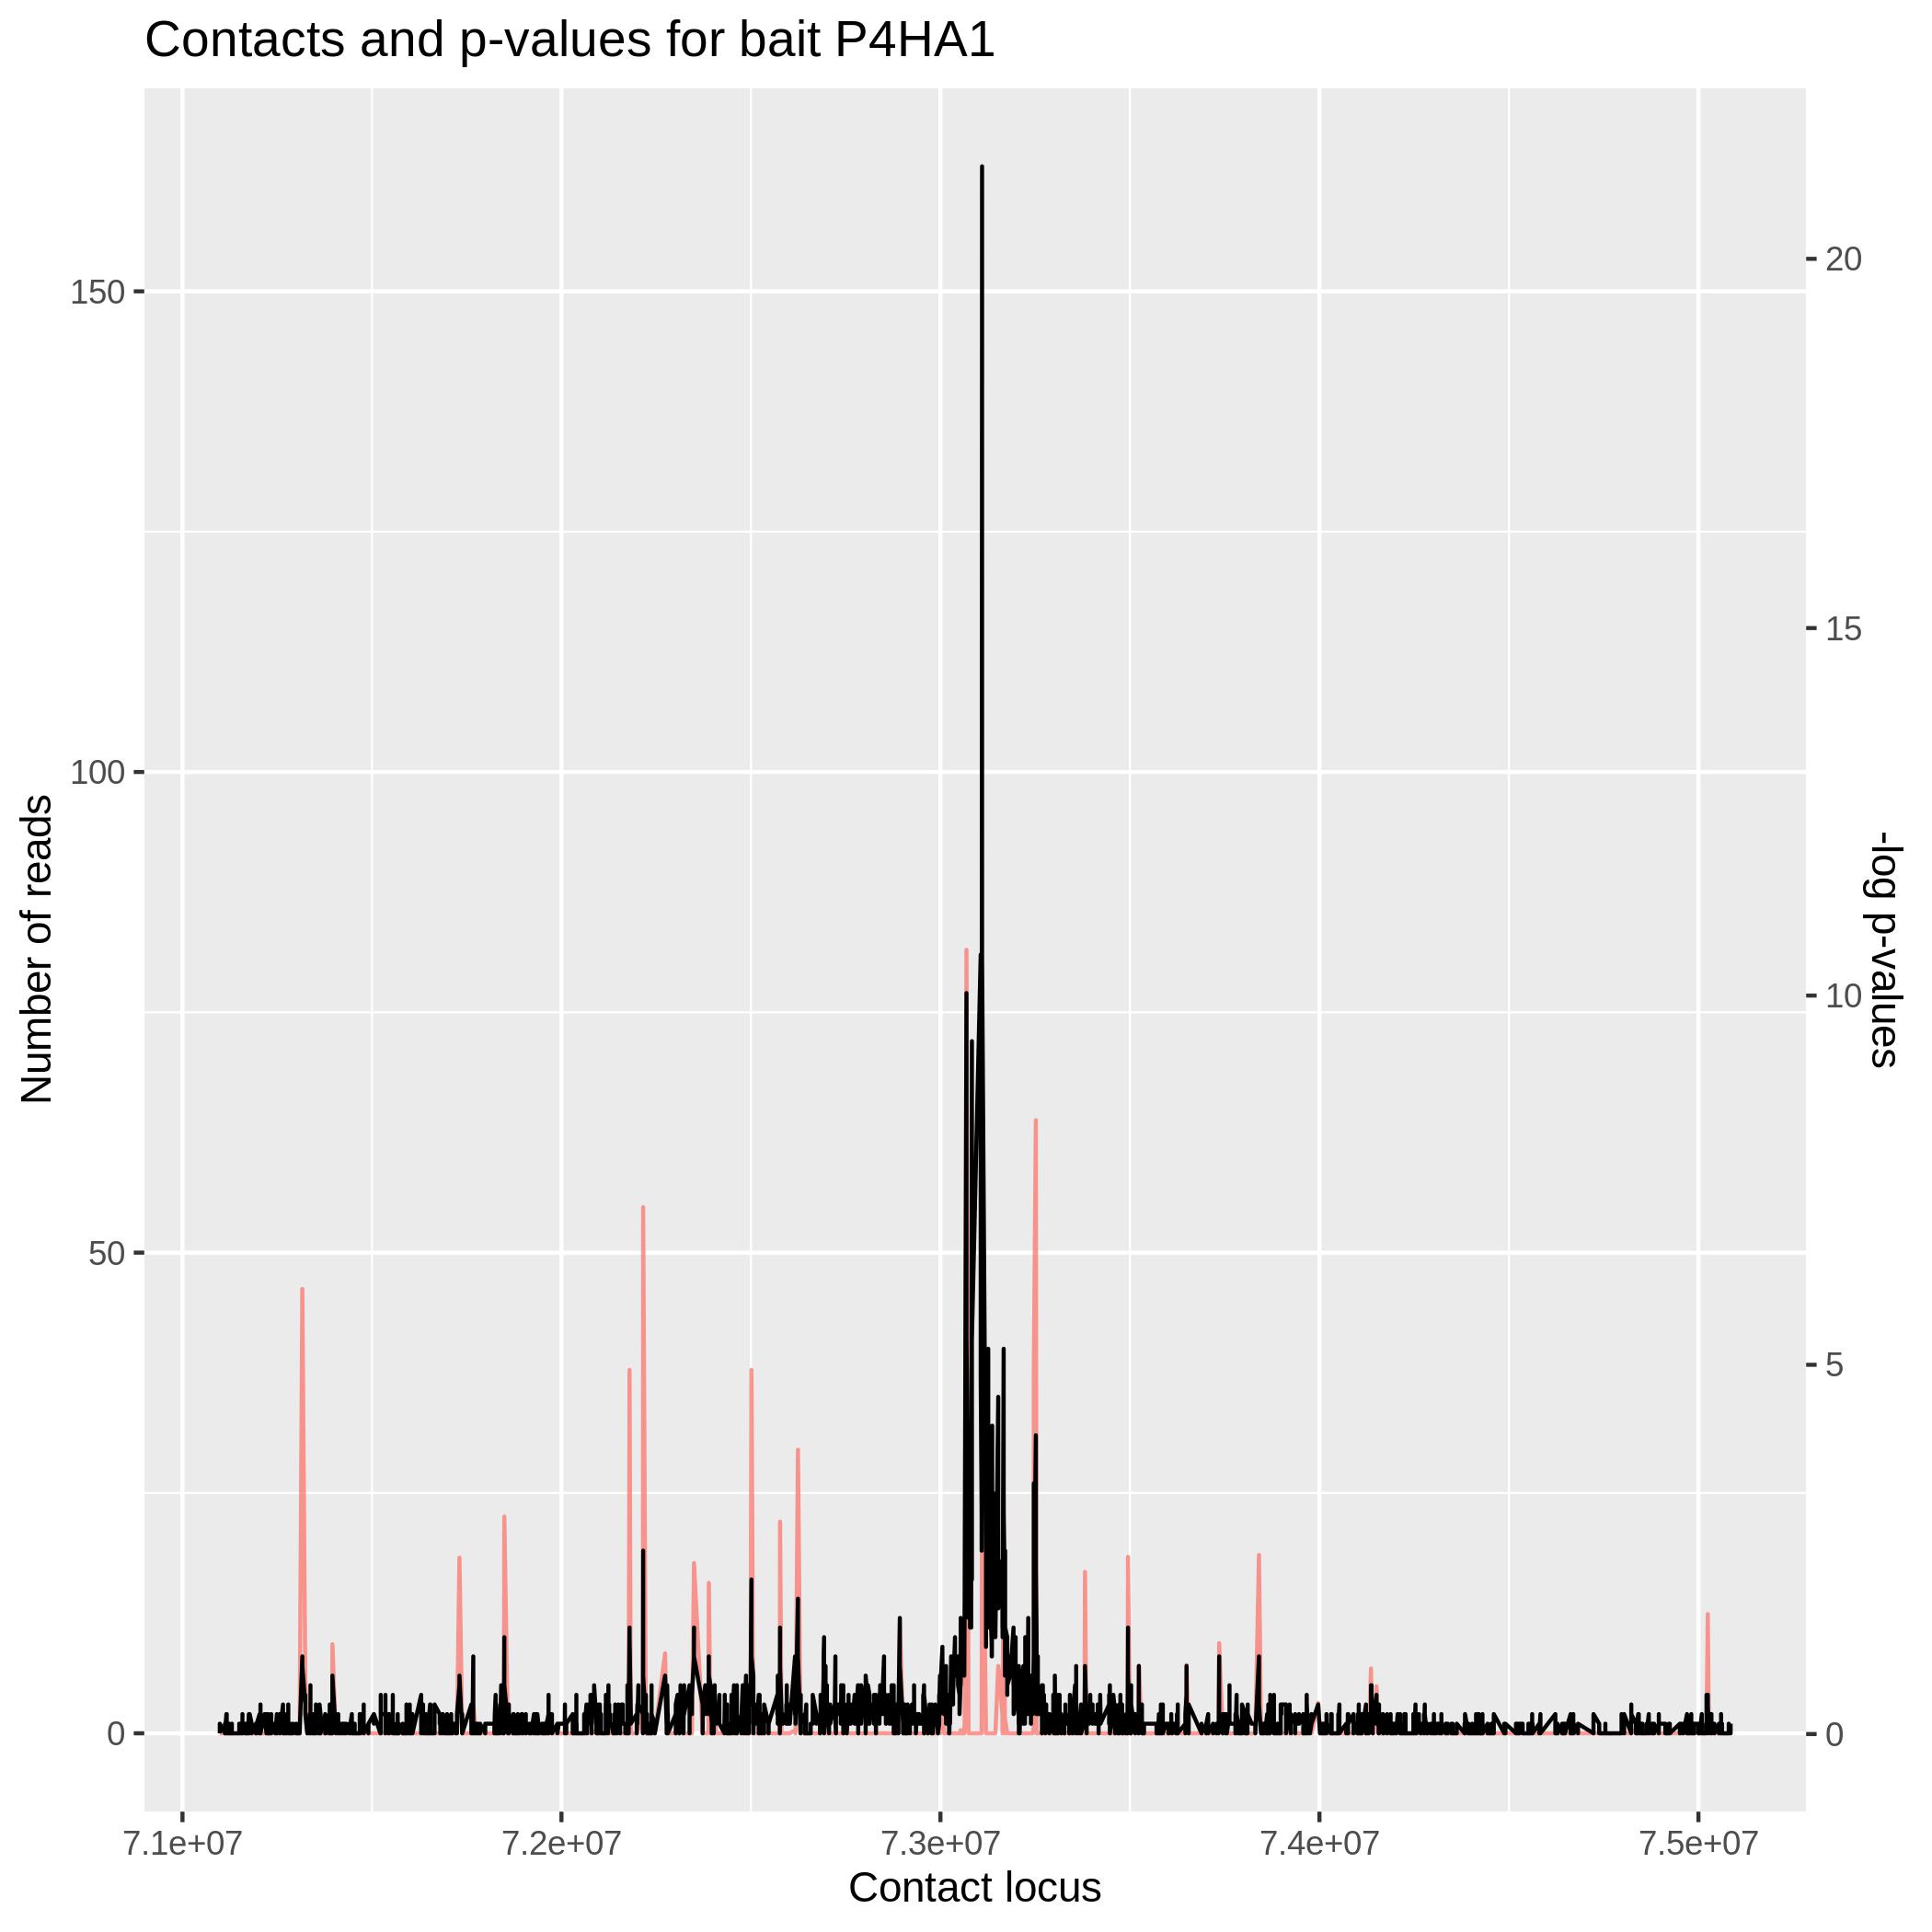 Contacts and p-values for bait P4HA1
150
100
50
0
20
15
10
5
0
Number of reads
-log p-values
7.1e+07
7.2e+07
7.3e+07
7.4e+07
7.5e+07
Contact locus